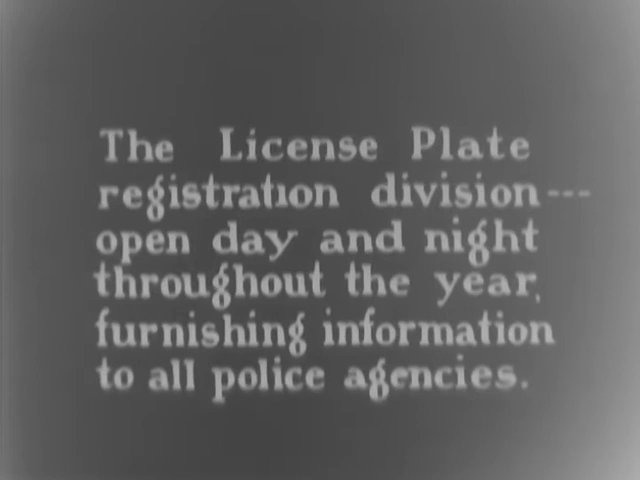 The License Plate
registration division---
open day and night
throughout the year,
furnishing information
to all police agencies.